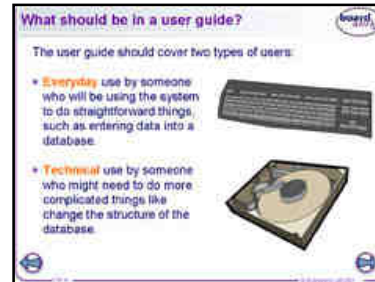 What should be in a user guide?
board
The user guide should cover two types of users:
Everyday use by someone
who will be using the system
to do straightforward things,
such as entering data into a
database.
Technical use by someone
who might need to do more
complicated things like
change the structure of the
database.